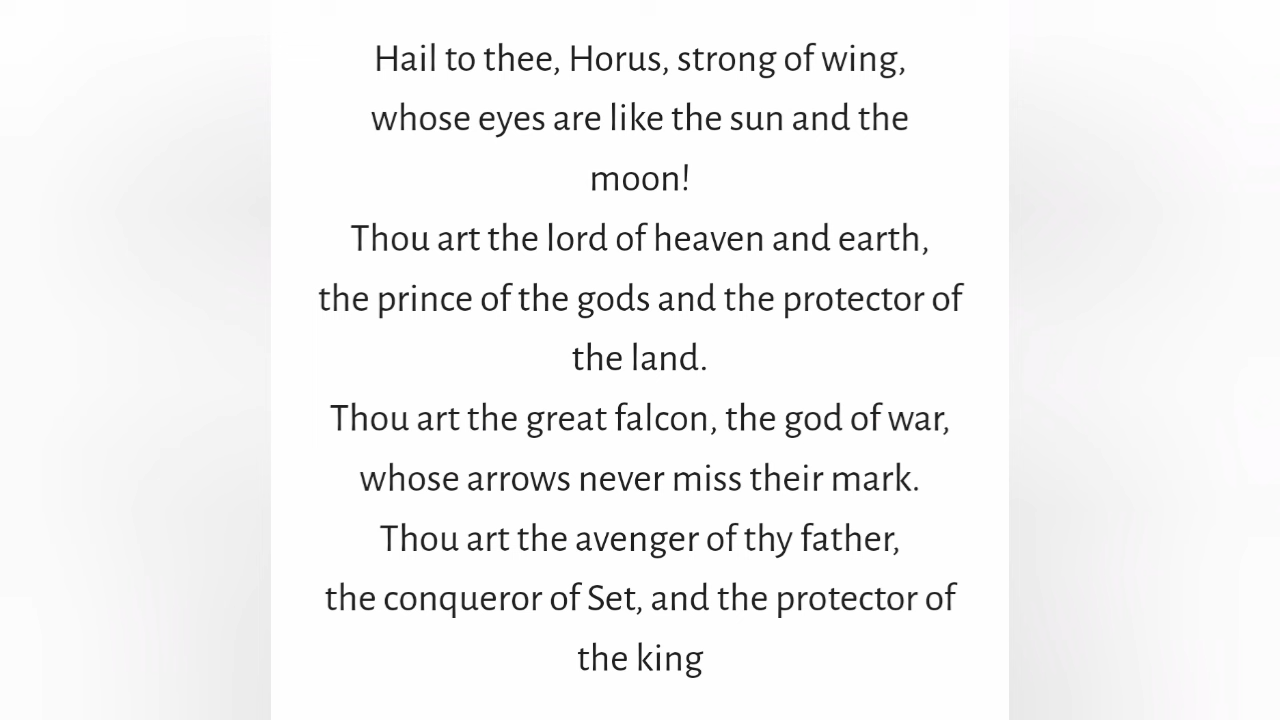 Hail to thee, Horus, strong of wing,
whose eyes are like the sun and the
moon!
Thou art the lord of heaven and earth,
the prince of the gods and the protector of
the land.
Thou art the great falcon, the god of war,
whose arrows never miss their mark.
Thou art the avenger of thy father,
the conqueror of Set, and the protector of
the king